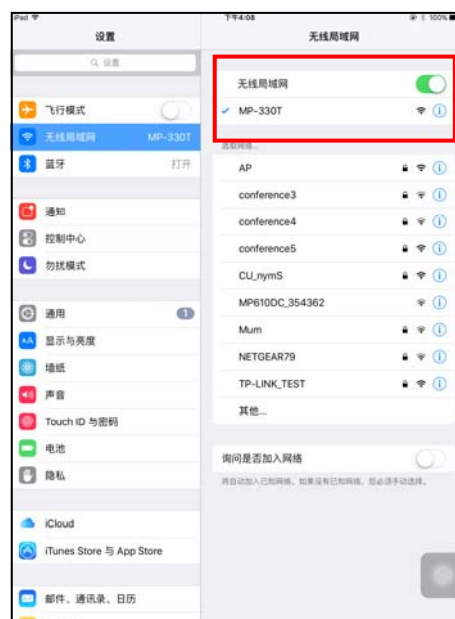 iPad
下午4:08
100%
设置
无线局域网
设置
飞行模式
无线局域网 MP-330T
蓝牙 打开
通知
控制中心
勿扰模式
通用 1
显示与亮度
墙纸
声音
Touch ID 与密码
电池
隐私
iCloud
iTunes Store 与 App Store
邮件、通讯录、日历
无线局域网
MP-330T
选取网络...
AP
conference3
conference4
conference5
CU_nymS
MP610DC_354362
Mum
NETGEAR79
TP-LINK_TEST
其他...
询问是否加入网络
将自动加入已知网络。如果没有已知网络，您必须手动选择。